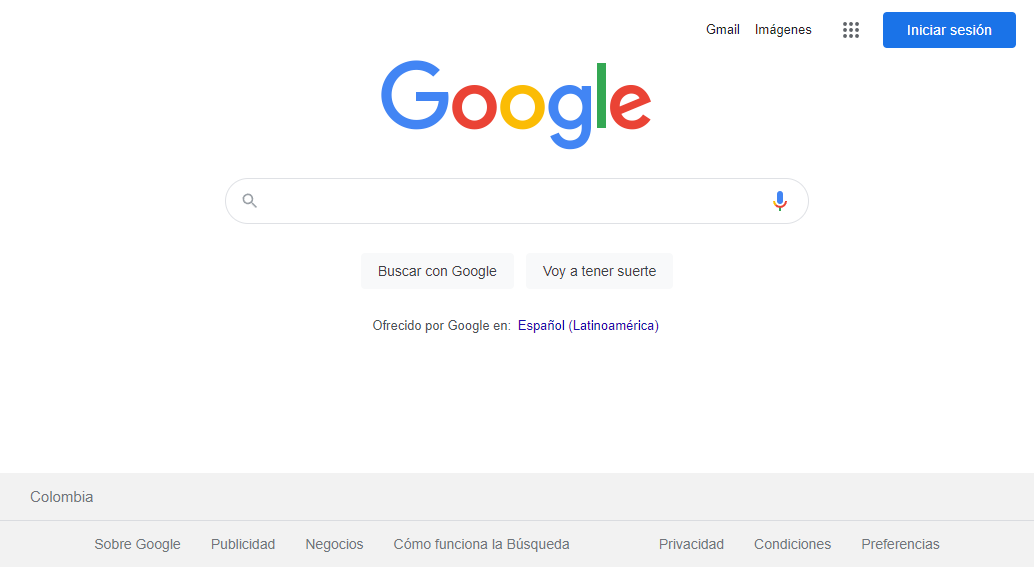 Gmail Imágenes Iniciar sesión
Google
Buscar con Google Voy a tener suerte
Ofrecido por Google en: Español (Latinoamérica)
Colombia
Sobre Google Publicidad Negocios Cómo funciona la Búsqueda Privacidad Condiciones Preferencias